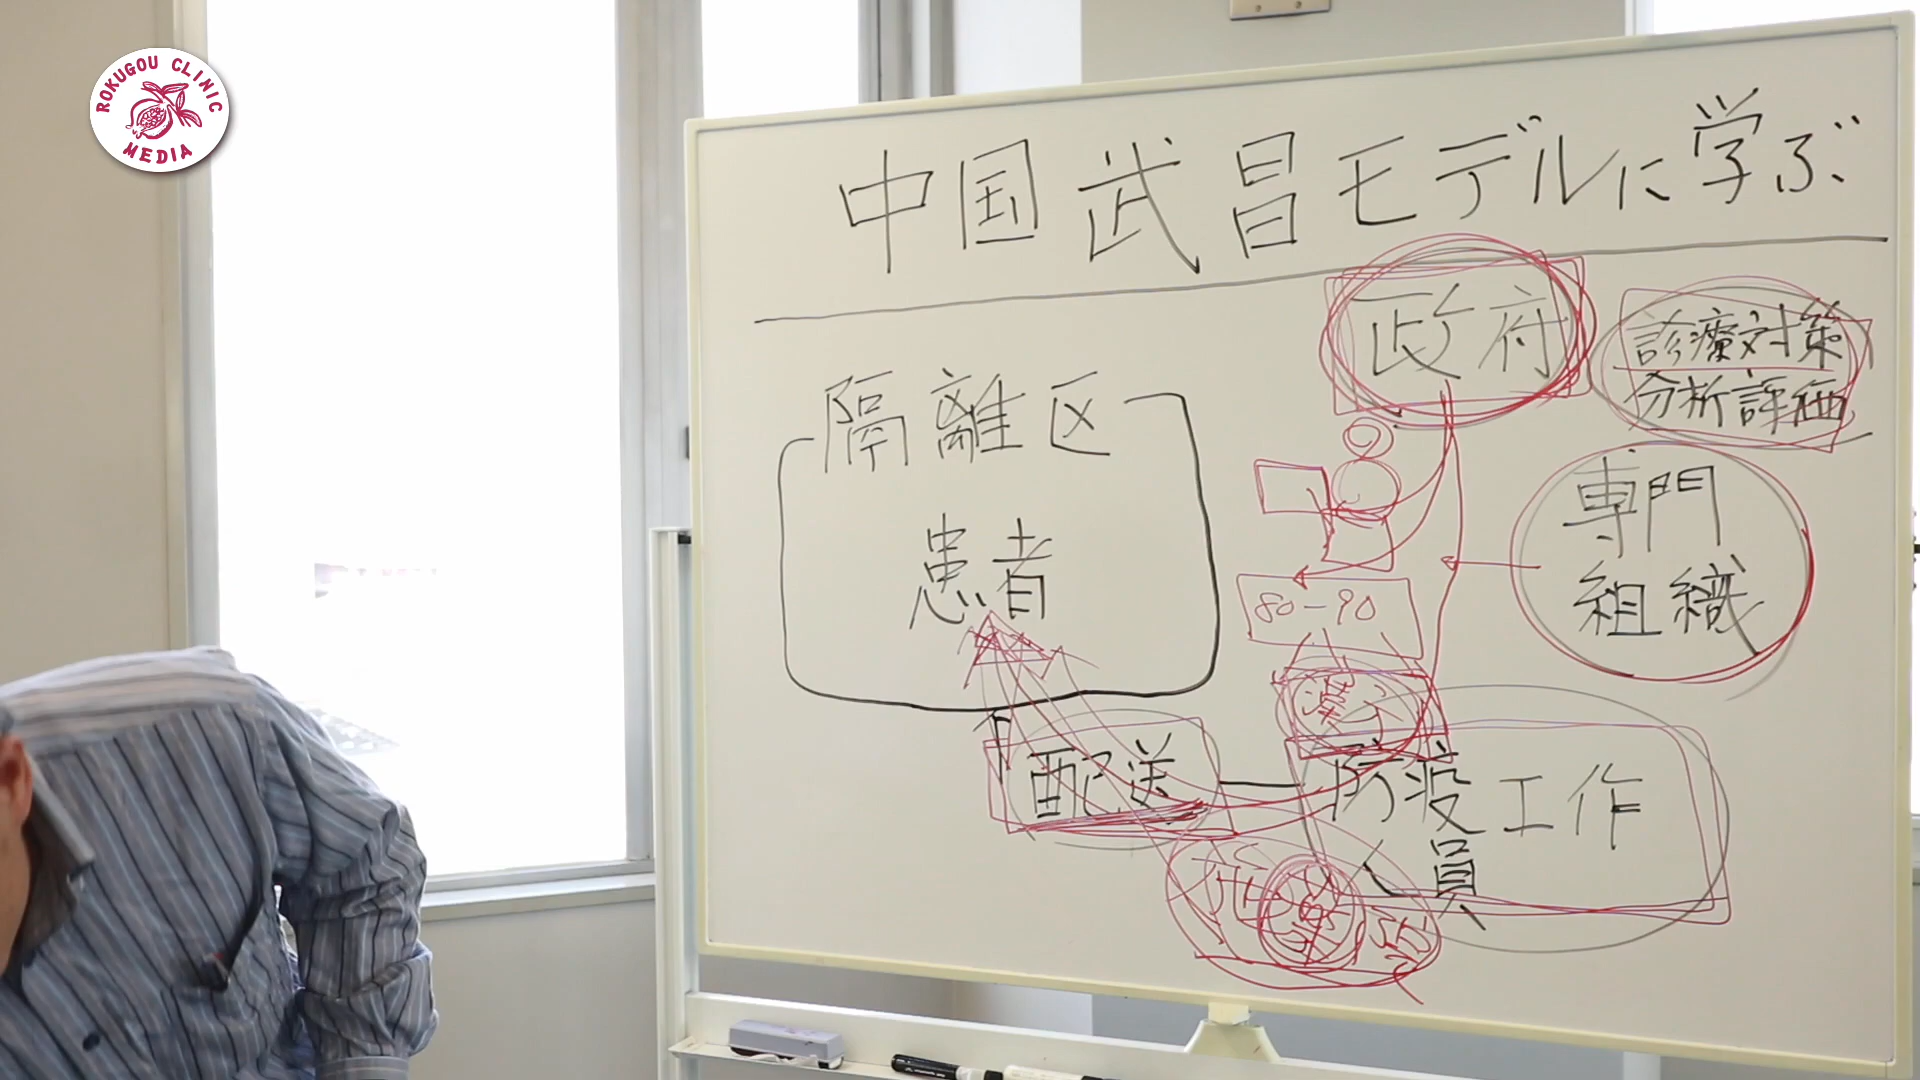 ROKUGOU CLINIC
MEDIA
中国武昌モデルに学ぶ
政府
診療対策
分析評価
隔離区
専門
組織
患者
80-90
漢方
配送
防疫工作
人員